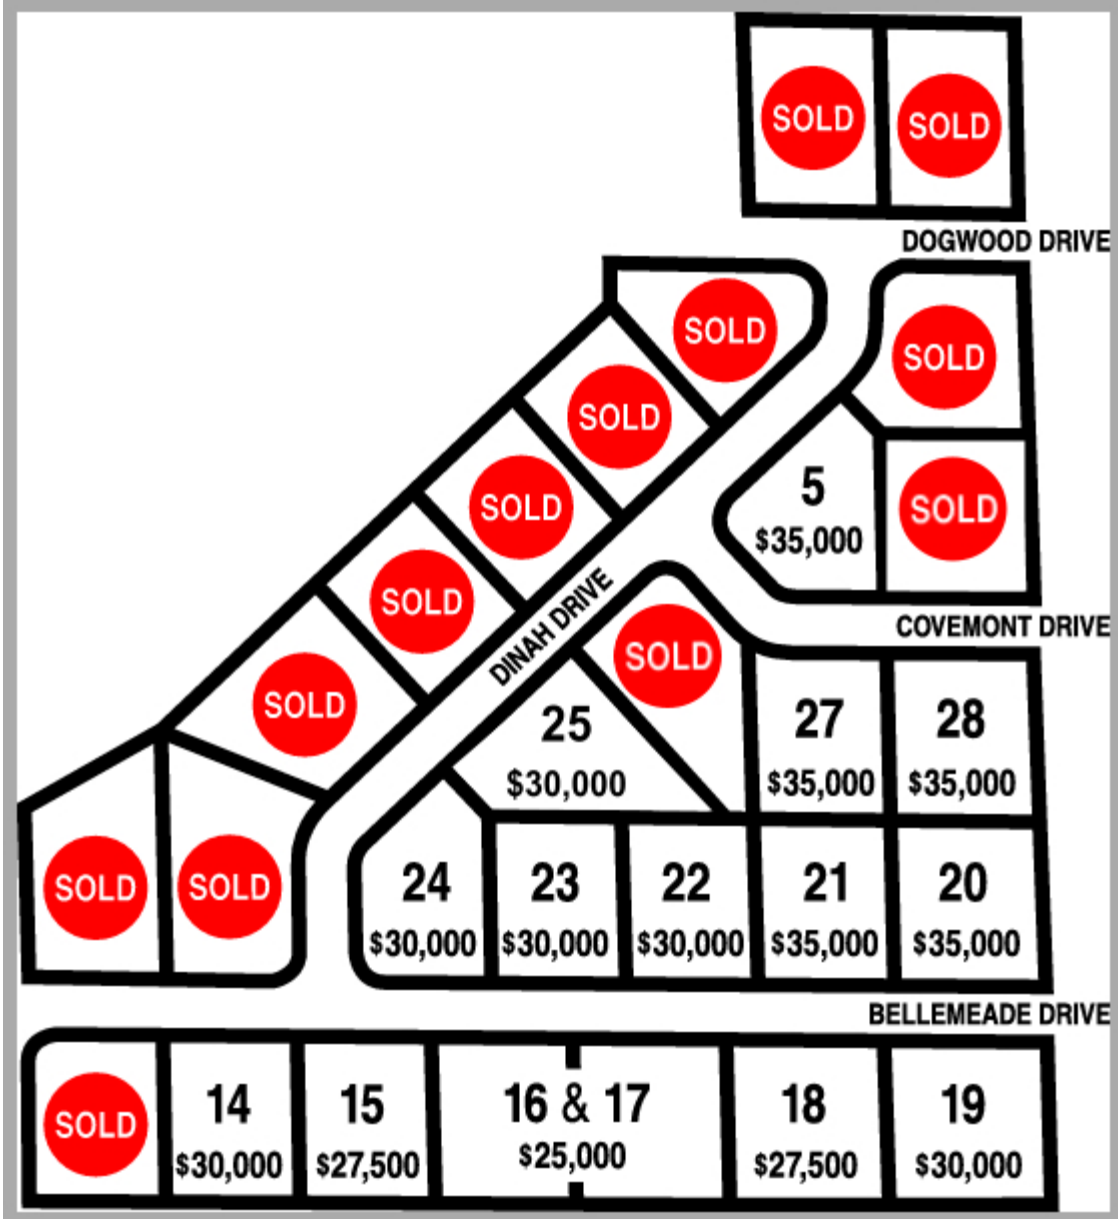 SOLD SOLD
DOGWOOD DRIVE
SOLD
SOLD
SOLD
5
$35,000
SOLD
SOLD
SOLD
DINAH DRIVE
COVEMONT DRIVE
SOLD
SOLD
25
$30,000
27
$35,000
28
$35,000
SOLD
SOLD
24
$30,000
23
$30,000
22
$30,000
21
$35,000
20
$35,000
BELLEMEADE DRIVE
SOLD
14
$30,000
15
$27,500
16 & 17
$25,000
18
$27,500
19
$30,000